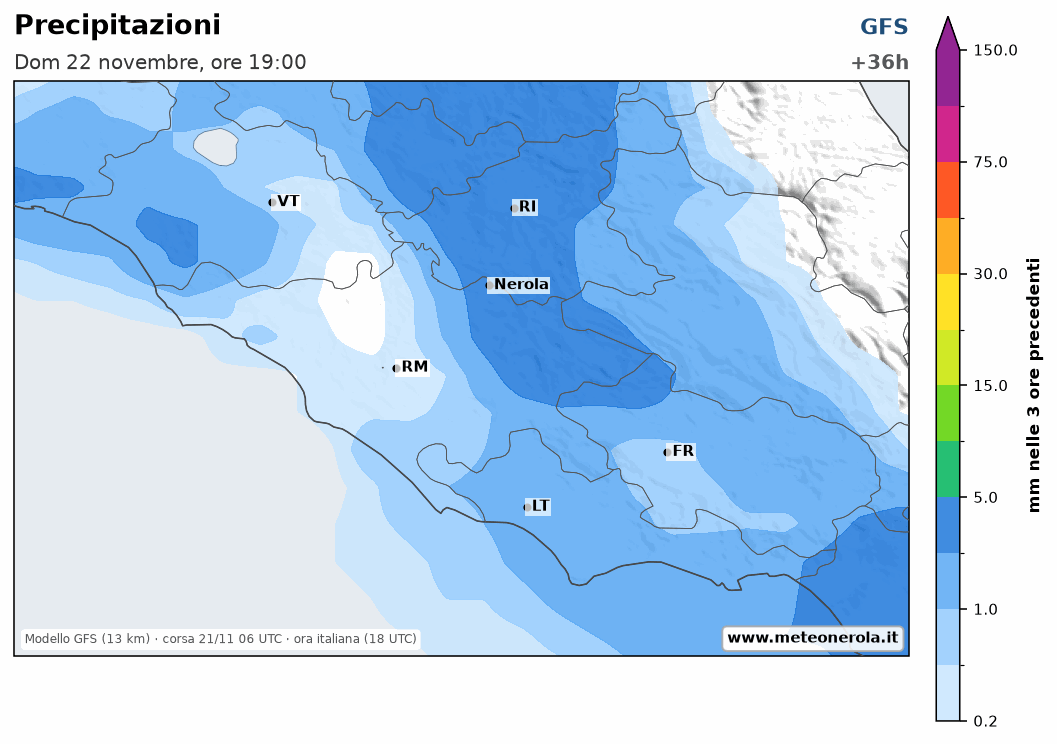 Precipitazioni
GFS
Dom 22 novembre, ore 19:00
+36h
150.0
75.0
30.0
15.0
5.0
1.0
0.2
mm nelle 3 ore precedenti
VT
RI
Nerola
RM
FR
LT
Modello GFS (13 km) · corsa 21/11 06 UTC · ora italiana (18 UTC)
www.meteonerola.it